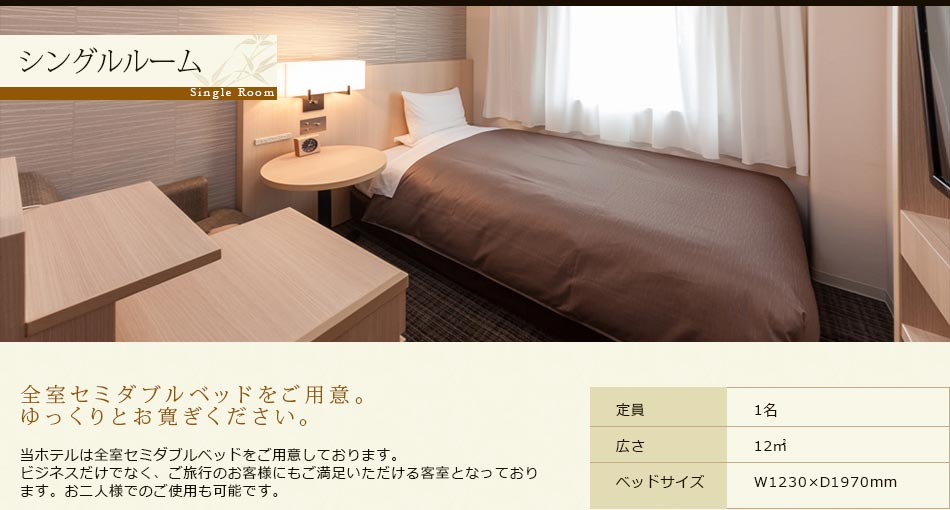 シングルルーム
Single Room
全室セミダブルベッドをご用意。
ゆっくりとお寛ぎください。
当ホテルは全室セミダブルベッドをご用意しております。
ビジネスだけでなく、ご旅行のお客様にもご満足いただける客室となっており
ます。お二人様でのご使用も可能です。
定員 1名
広さ 12㎡
ベッドサイズ W1230×D1970mm